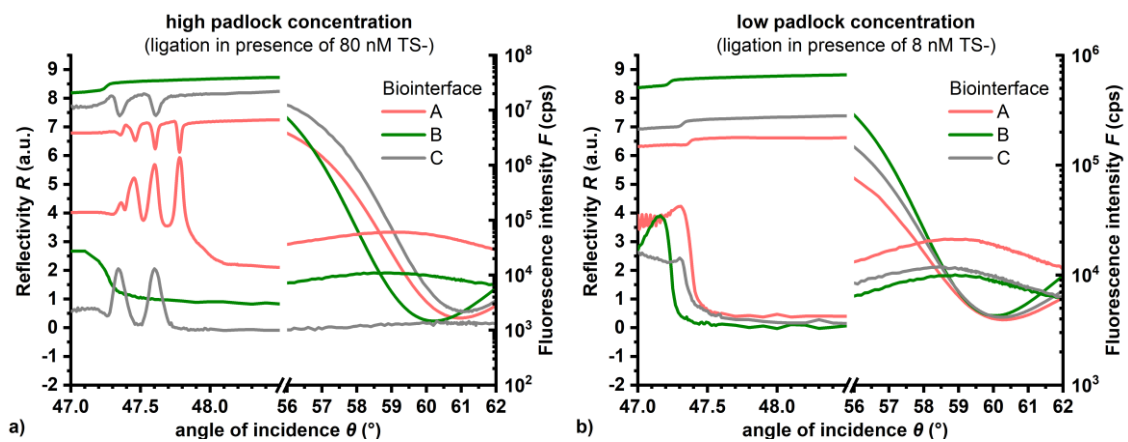 high padlock concentration
(ligation in presence of 80 nM TS-)
Reflectivity R (a.u.)
9
8
7
6
5
4
3
2
1
0
-1
-2
Biointerface
A
B
C
10^8
10^7
10^6
10^5
10^4
10^3
10^2
Fluorescence intensity F (cps)
47.0 47.5 48.0 56 57 58 59 60 61 62
a) angle of incidence θ (°)
low padlock concentration
(ligation in presence of 8 nM TS-)
Reflectivity R (a.u.)
9
8
7
6
5
4
3
2
1
0
-1
-2
Biointerface
A
B
C
10^6
10^5
10^4
10^3
Fluorescence intensity F (cps)
47.0 47.5 48.0 56 57 58 59 60 61 62
b) angle of incidence θ (°)